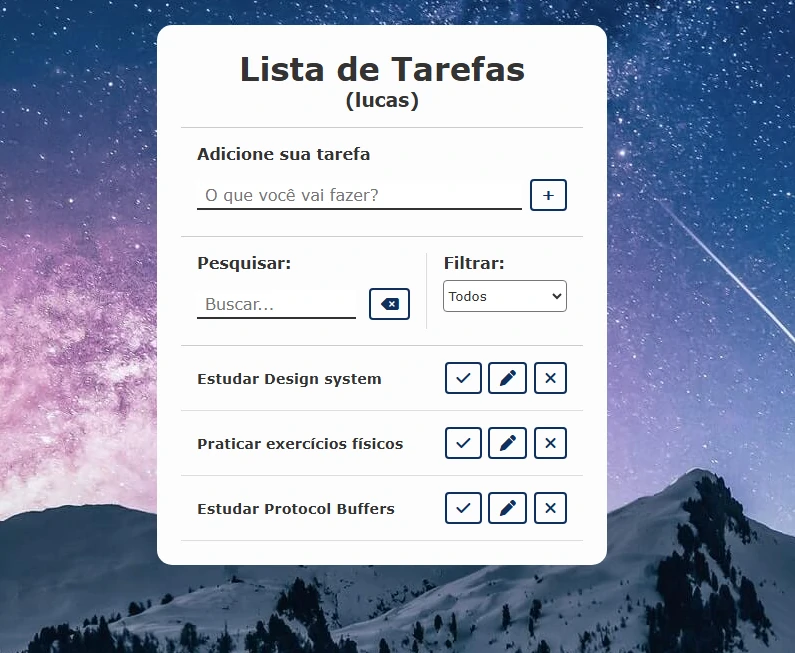 Lista de Tarefas
(lucas)
Adicione sua tarefa
O que você vai fazer?
Pesquisar:
Buscar...
Filtrar:
Todos
Estudar Design system
Praticar exercícios físicos
Estudar Protocol Buffers